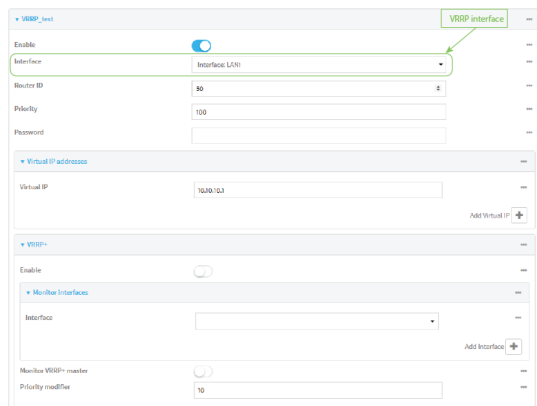 VRRP_test
VRRP interface
Enable
Interface
Interface: LAN1
Router ID
50
Priority
100
Password
Virtual IP addresses
Virtual IP
10.10.10.1
Add Virtual IP
VRRP+
Enable
Monitor Interfaces
Interface
Add Interface
Monitor VRRP+ master
Priority modifier
10